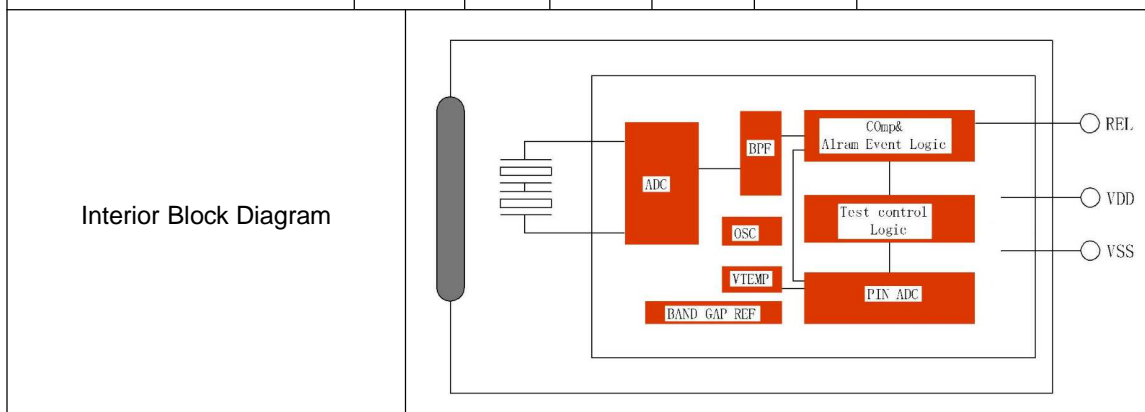 Interior Block Diagram
ADC
BPF
COmp&
Alram Event Logic
OSC
Test control
Logic
VTEMP
PIN ADC
BAND GAP REF
REL
VDD
VSS